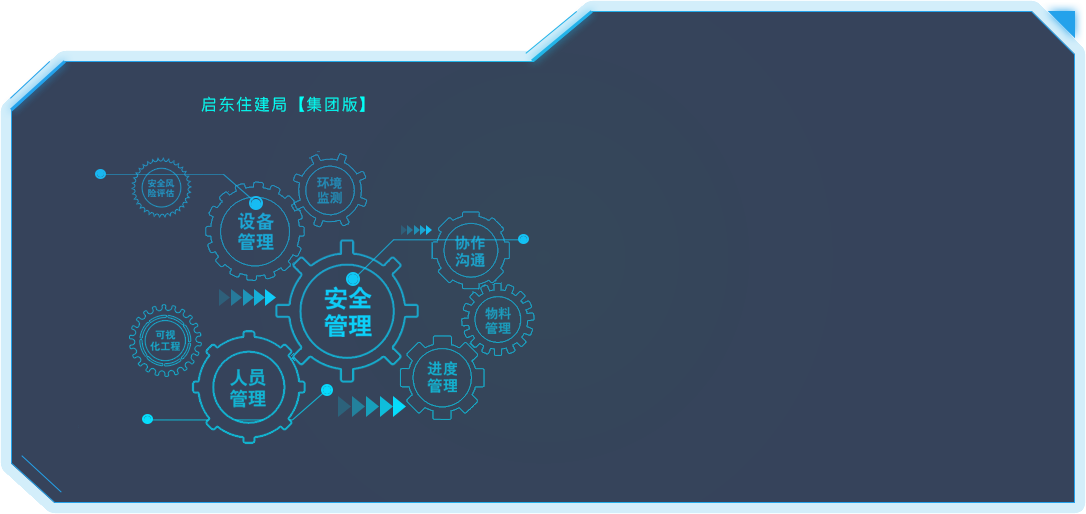 启东住建局【集团版】
安全风
险评估
环境
监测
设备
管理
协作
沟通
安全
管理
物料
管理
可视
化工程
进度
管理
人员
管理